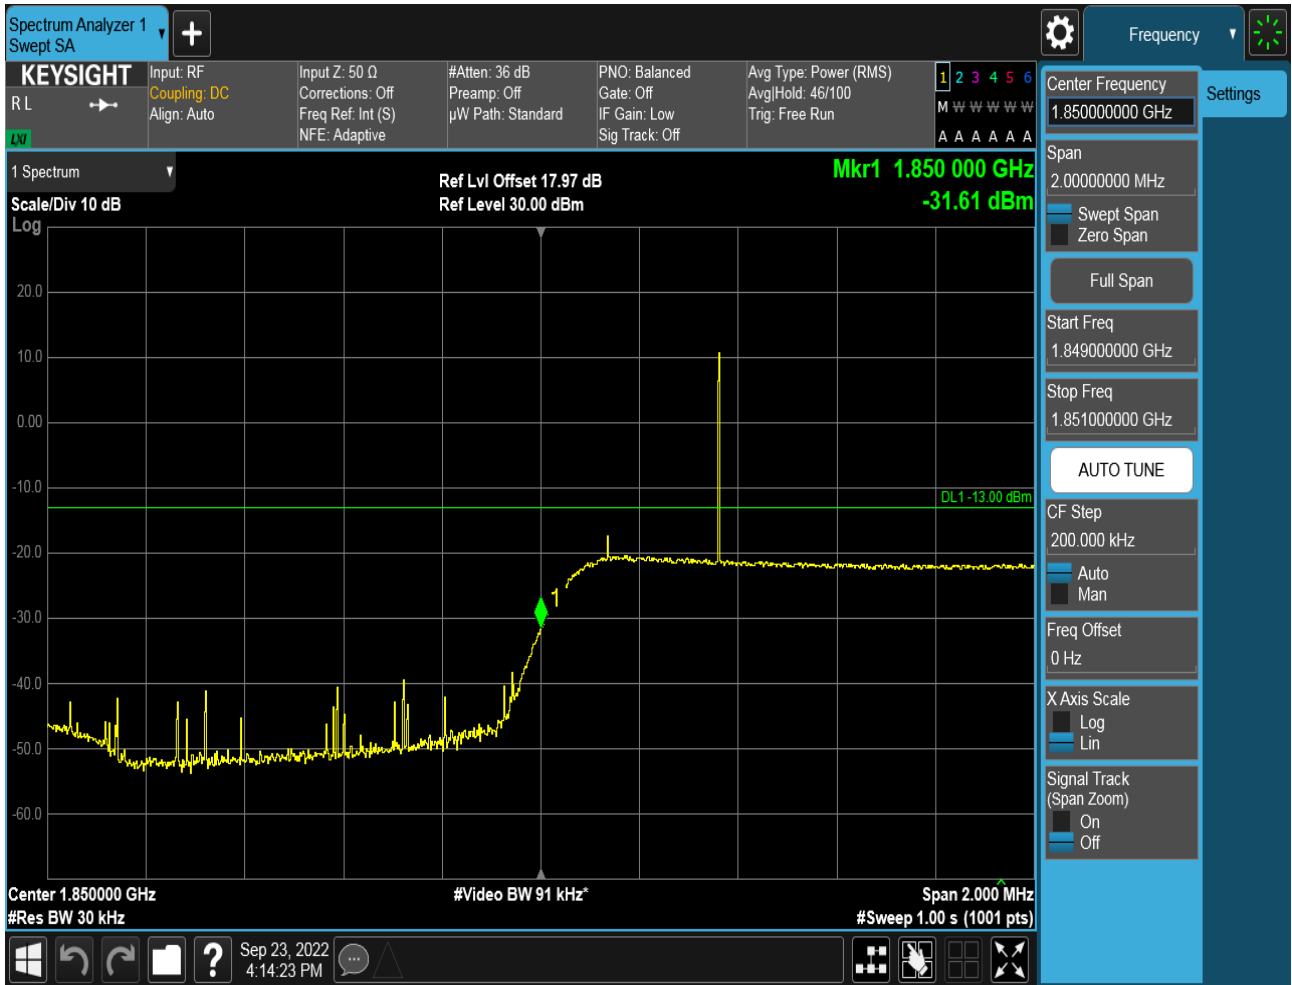 Spectrum Analyzer 1
Swept SA
Frequency
KEYSIGHT
R L
LXI
Input: RF
Coupling: DC
Align: Auto
Input Z: 50 Ω
Corrections: Off
Freq Ref: Int (S)
NFE: Adaptive
#Atten: 36 dB
Preamp: Off
µW Path: Standard
PNO: Balanced
Gate: Off
IF Gain: Low
Sig Track: Off
Avg Type: Power (RMS)
Avg|Hold: 46/100
Trig: Free Run
1 2 3 4 5 6
M W W W W W
A A A A A A
1 Spectrum
Scale/Div 10 dB
Log
Ref Lvl Offset 17.97 dB
Ref Level 30.00 dBm
Mkr1 1.850 000 GHz
-31.61 dBm
20.0
10.0
0.00
-10.0
-20.0
-30.0
-40.0
-50.0
-60.0
DL1 -13.00 dBm
1
Center 1.850000 GHz
#Res BW 30 kHz
#Video BW 91 kHz*
Span 2.000 MHz
#Sweep 1.00 s (1001 pts)
Sep 23, 2022
4:14:23 PM
Center Frequency
1.850000000 GHz
Settings
Span
2.00000000 MHz
Swept Span
Zero Span
Full Span
Start Freq
1.849000000 GHz
Stop Freq
1.851000000 GHz
AUTO TUNE
CF Step
200.000 kHz
Auto
Man
Freq Offset
0 Hz
X Axis Scale
Log
Lin
Signal Track
(Span Zoom)
On
Off